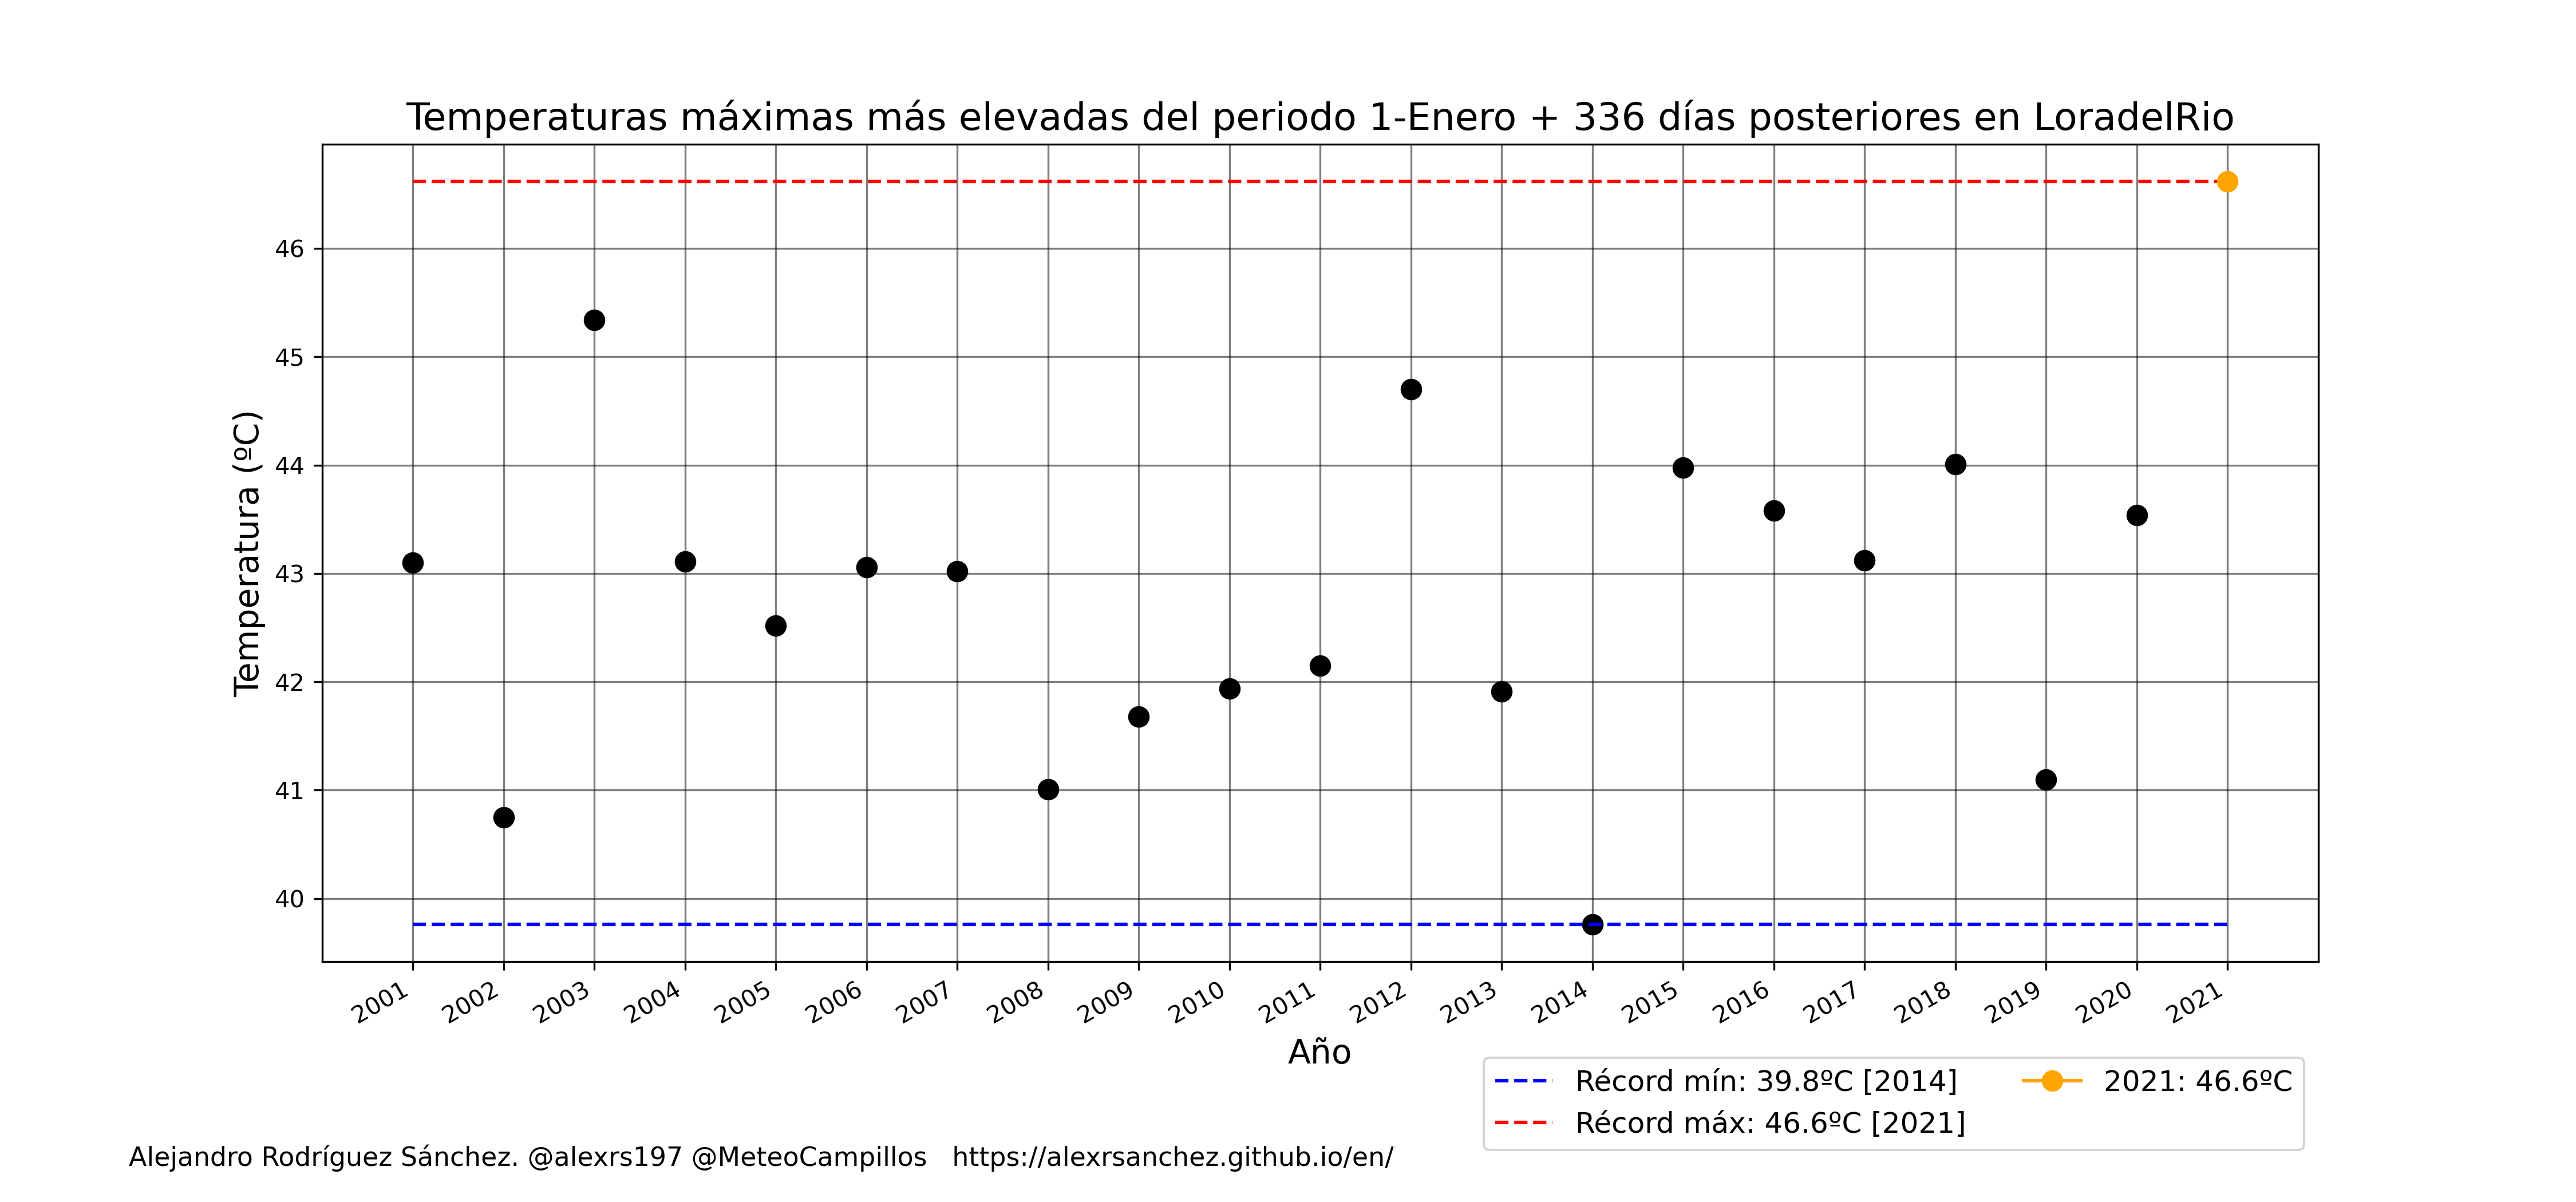 Temperaturas máximas más elevadas del periodo 1-Enero + 336 días posteriores en LoradelRio
Temperatura (ºC)
46
45
44
43
42
41
40
2001 2002 2003 2004 2005 2006 2007 2008 2009 2010 2011 2012 2013 2014 2015 2016 2017 2018 2019 2020 2021
Año
Récord mín: 39.8ºC [2014]
Récord máx: 46.6ºC [2021]
2021: 46.6ºC
Alejandro Rodríguez Sánchez. @alexrs197 @MeteoCampillos https://alexrsanchez.github.io/en/